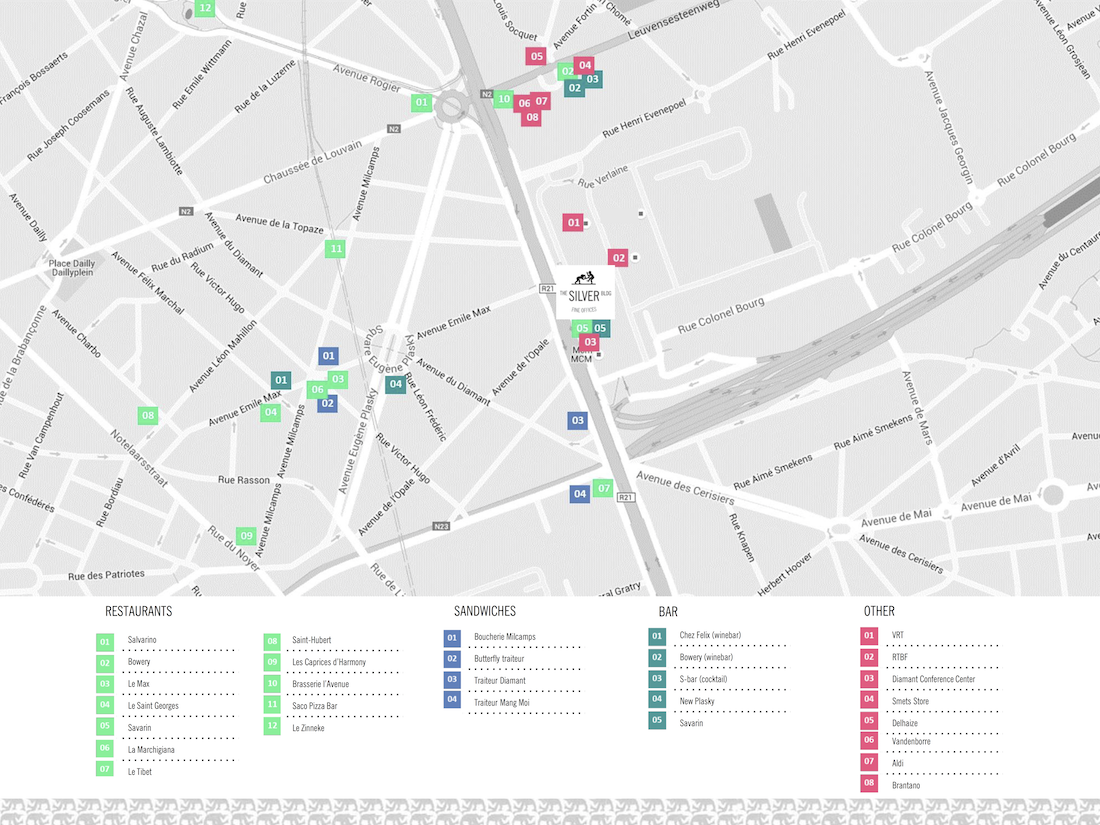 12
Rue
Avenue Chazal
Rue Emile Wittmann
Rue de la Luzerne
François Bossaerts
Rue Joseph Coosemans
Rue Auguste Lambiotte
Avenue Rogier
01
N2
10
05
02
04
03
02
06
07
08
Louis Socquet
Avenue Fortin
Chomé
Leuvensesteenweg
Rue Henri Evenepoel
Avenue Léon Grosjean
Rue Henri Evenepoel
Avenue Jacques Georgin
Rue Colonel Bourg
N2
Chaussée de Louvain
Avenue Milcamps
Rue Verlaine
N2
Avenue Dailly
Avenue de la Topaze
01
Rue Colonel Bourg
Place Dailly
Daillyplein
Rue du Radium
Avenue du Diamant
11
02
Avenue Félix Marchal
Rue Victor Hugo
R21
THE SILVER BLDG
FINE OFFICES
Avenue du Centaure
Rue Colonel Bourg
Avenue Charbo
Avenue Léon Mahillon
Square Eugène Plasky
Avenue Emile Max
05
05
03
MCM
MCM
Rue de la Brabançonne
01
Avenue de l'Opale
Avenue du Diamant
01
03
06
04
Rue Léon Frédéric
02
Avenue Emile Max
04
08
03
Avenue de Mars
Rue Van Campenhout
Notelaarsstraat
Avenue Milcamps
Avenue Eugène Plasky
Rue Victor Hugo
Rue Aimé Smekens
Rue Aimé Smekens
Avenue
Avenue d'Avril
es Confédérés
Rue Bordiau
Rue Rasson
Avenue de l'Opale
04
07
R21
Avenue des Cerisiers
Avenue de Mai
Avenue de Mai
N23
Rue Knapen
09
Rue du Noyer
Avenue Milcamps
Avenue des Cerisiers
Herbert Hoover
Rue des Patriotes
Rue de l
ral Gratry
RESTAURANTS
01 Salvarino
02 Bowery
03 Le Max
04 Le Saint Georges
05 Savarin
06 La Marchigiana
07 Le Tibet
08 Saint-Hubert
09 Les Caprices d'Harmony
10 Brasserie l'Avenue
11 Saco Pizza Bar
12 Le Zinneke
SANDWICHES
01 Boucherie Milcamps
02 Butterfly traiteur
03 Traiteur Diamant
04 Traiteur Mang Moi
BAR
01 Chez Felix (winebar)
02 Bowery (winebar)
03 S-bar (cocktail)
04 New Plasky
05 Savarin
OTHER
01 VRT
02 RTBF
03 Diamant Conference Center
04 Smets Store
05 Delhaize
06 Vandenborre
07 Aldi
08 Brantano